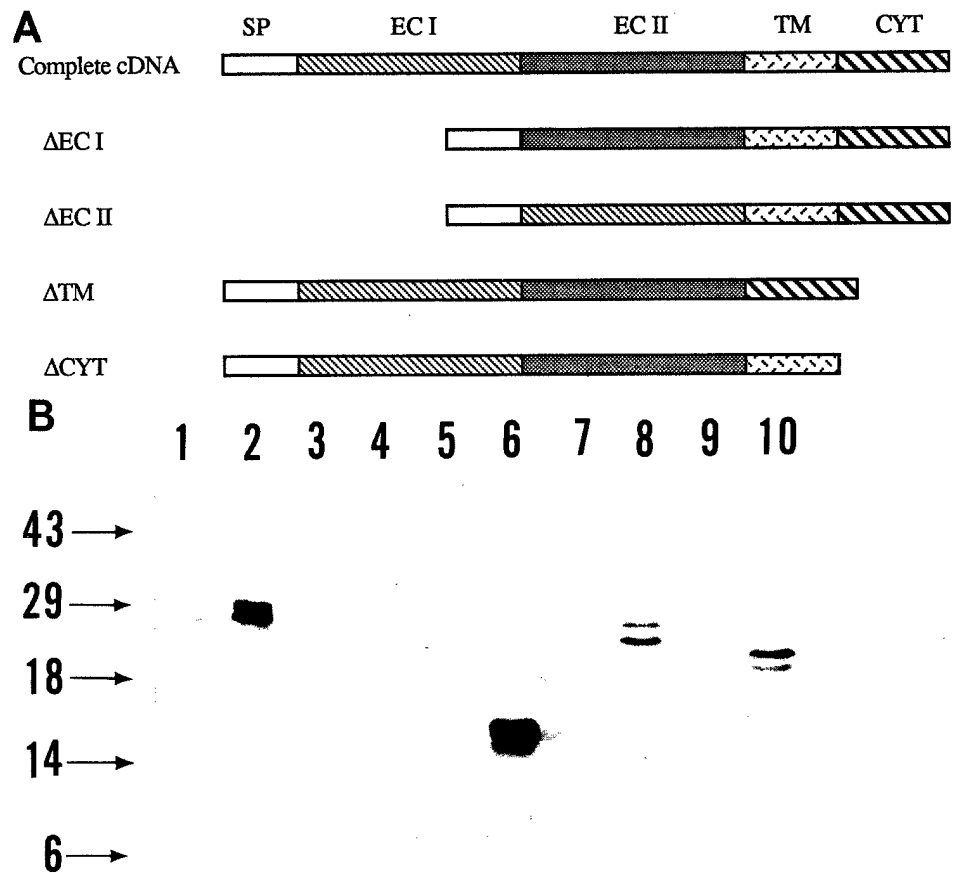 A
SP EC I EC II TM CYT
Complete cDNA
ΔEC I
ΔEC II
ΔTM
ΔCYT
B
1 2 3 4 5 6 7 8 9 10
43
29
18
14
6